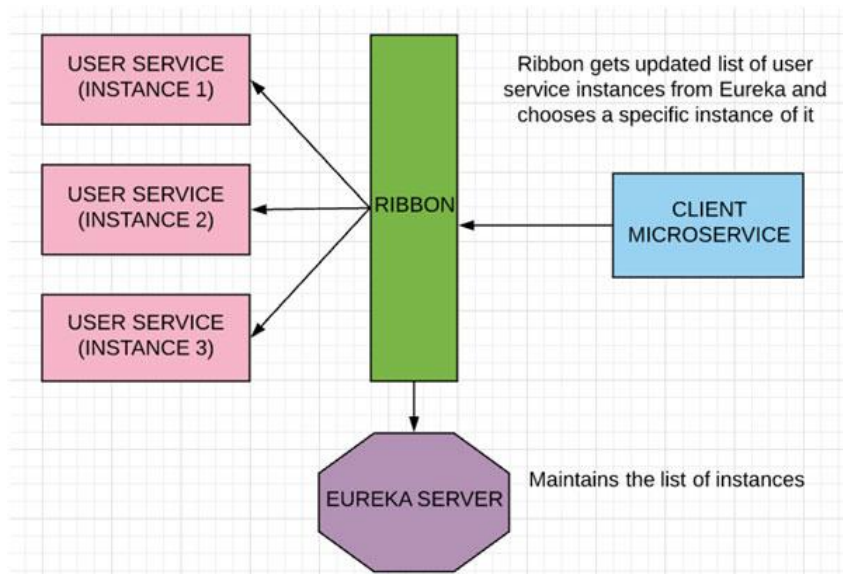 USER SERVICE
(INSTANCE 1)
USER SERVICE
(INSTANCE 2)
USER SERVICE
(INSTANCE 3)
RIBBON
Ribbon gets updated list of user
service instances from Eureka and
chooses a specific instance of it
CLIENT
MICROSERVICE
EUREKA SERVER
Maintains the list of instances